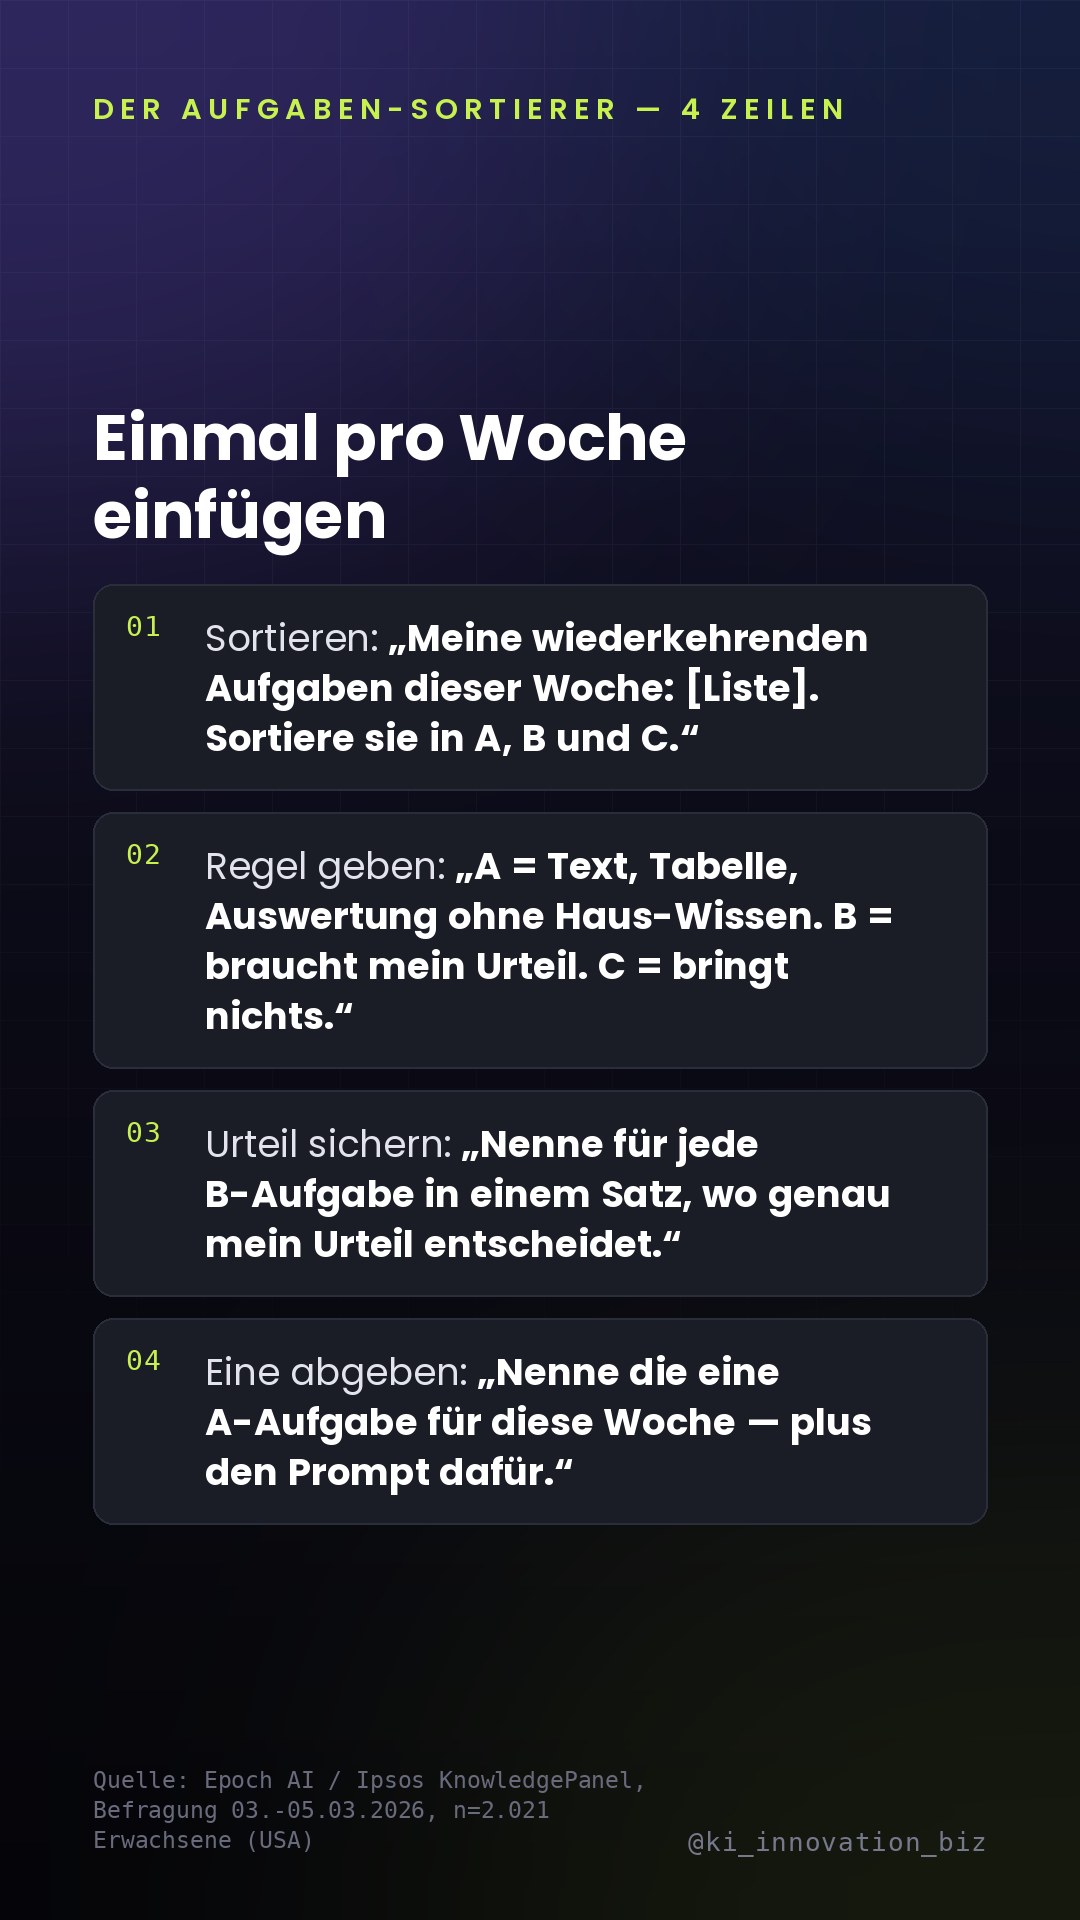 DER AUFGABEN-SORTIERER — 4 ZEILEN
Einmal pro Woche
einfügen
01
Sortieren: „Meine wiederkehrenden
Aufgaben dieser Woche: [Liste].
Sortiere sie in A, B und C.“
02
Regel geben: „A = Text, Tabelle,
Auswertung ohne Haus-Wissen. B =
braucht mein Urteil. C = bringt
nichts.“
03
Urteil sichern: „Nenne für jede
B-Aufgabe in einem Satz, wo genau
mein Urteil entscheidet.“
04
Eine abgeben: „Nenne die eine
A-Aufgabe für diese Woche — plus
den Prompt dafür.“
Quelle: Epoch AI / Ipsos KnowledgePanel,
Befragung 03.-05.03.2026, n=2.021
Erwachsene (USA)
@ki_innovation_biz